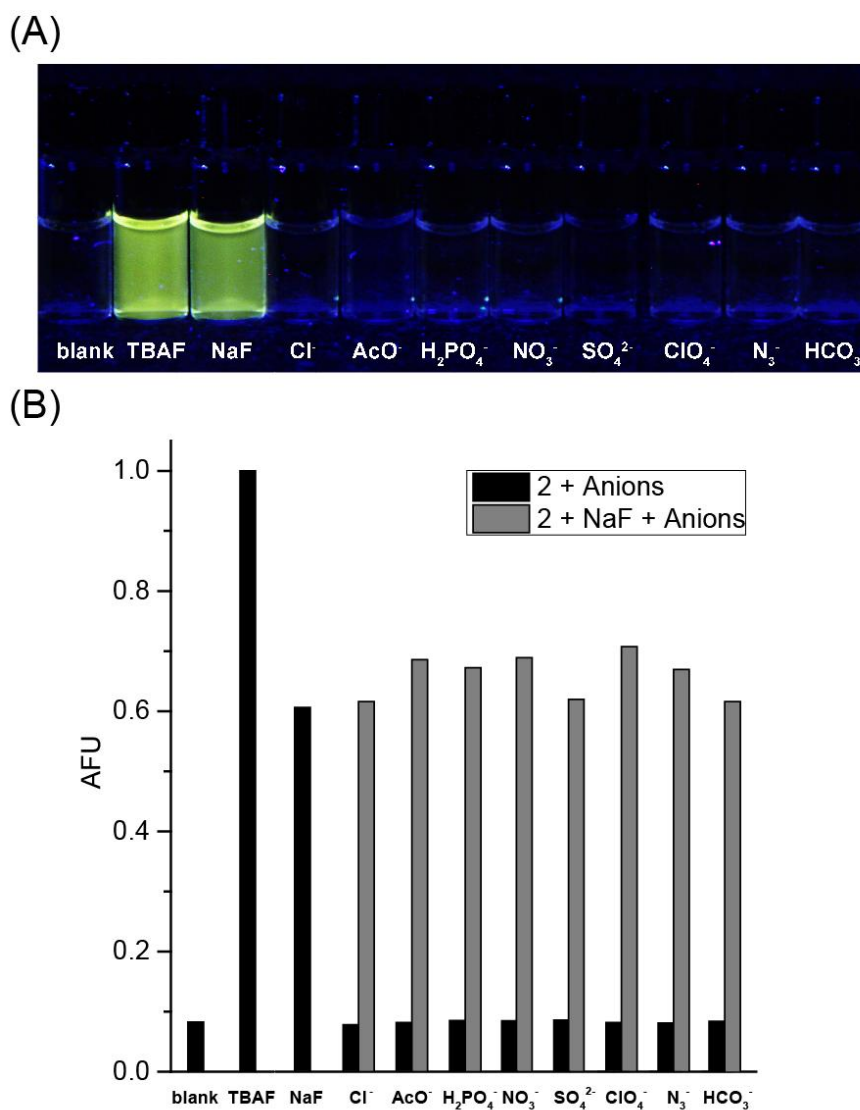 (A)
blank TBAF NaF Cl⁻ AcO⁻ H₂PO₄⁻ NO₃⁻ SO₄²⁻ ClO₄⁻ N₃⁻ HCO₃
(B)
2 + Anions
2 + NaF + Anions
1.0
0.8
0.6
0.4
0.2
0.0
AFU
blank TBAF NaF Cl⁻ AcO⁻ H₂PO₄⁻ NO₃⁻ SO₄²⁻ ClO₄⁻ N₃⁻ HCO₃⁻